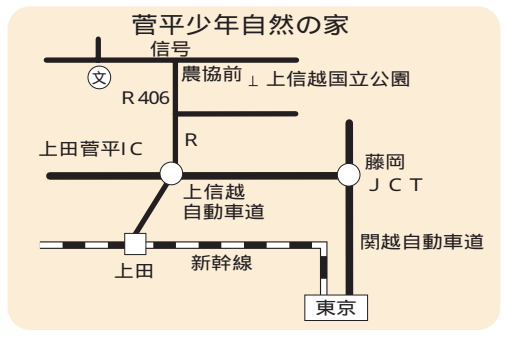 菅平少年自然の家
信号
文
農協前
⊥ 上信越国立公園
R406
R
上田菅平IC
藤岡
JCT
上信越
自動車道
関越自動車道
上田
新幹線
東京